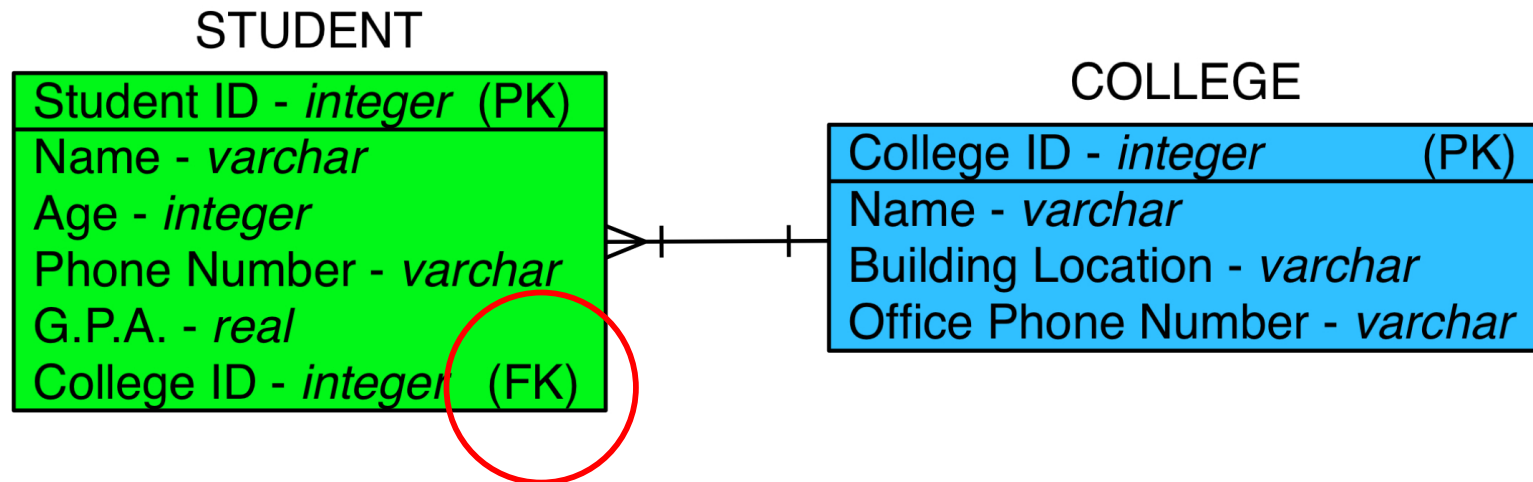 STUDENT
Student ID - integer (PK)
Name - varchar
Age - integer
Phone Number - varchar
G.P.A. - real
College ID - integer (FK)
COLLEGE
College ID - integer (PK)
Name - varchar
Building Location - varchar
Office Phone Number - varchar